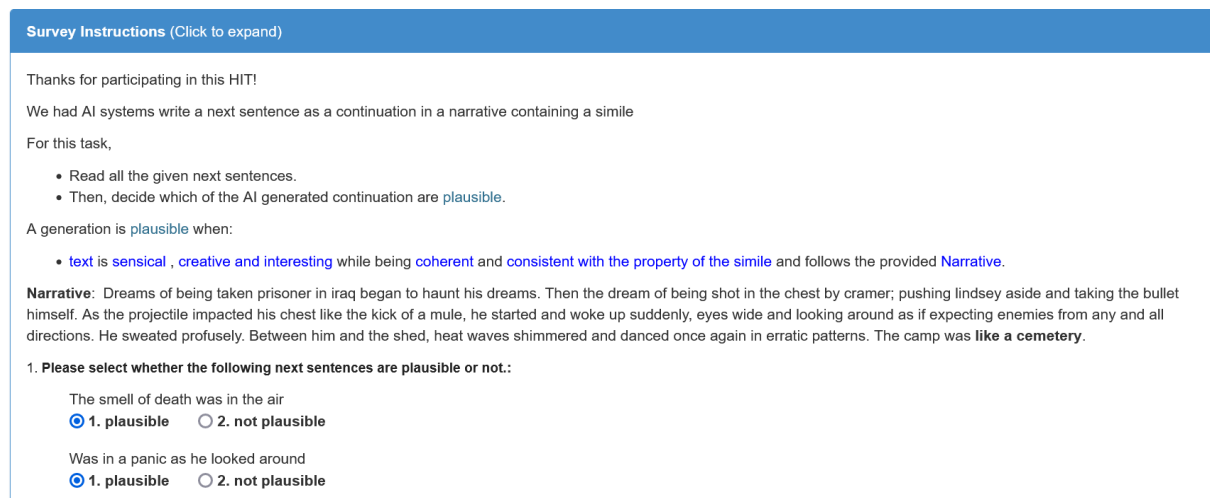 Survey Instructions (Click to expand)
Thanks for participating in this HIT!
We had AI systems write a next sentence as a continuation in a narrative containing a simile
For this task,
• Read all the given next sentences.
• Then, decide which of the AI generated continuation are plausible.
A generation is plausible when:
• text is sensical , creative and interesting while being coherent and consistent with the property of the simile and follows the provided Narrative.
Narrative: Dreams of being taken prisoner in iraq began to haunt his dreams. Then the dream of being shot in the chest by cramer; pushing lindsey aside and taking the bullet
himself. As the projectile impacted his chest like the kick of a mule, he started and woke up suddenly, eyes wide and looking around as if expecting enemies from any and all
directions. He sweated profusely. Between him and the shed, heat waves shimmered and danced once again in erratic patterns. The camp was like a cemetery.
1. Please select whether the following next sentences are plausible or not.:
The smell of death was in the air
1. plausible 2. not plausible
Was in a panic as he looked around
1. plausible 2. not plausible